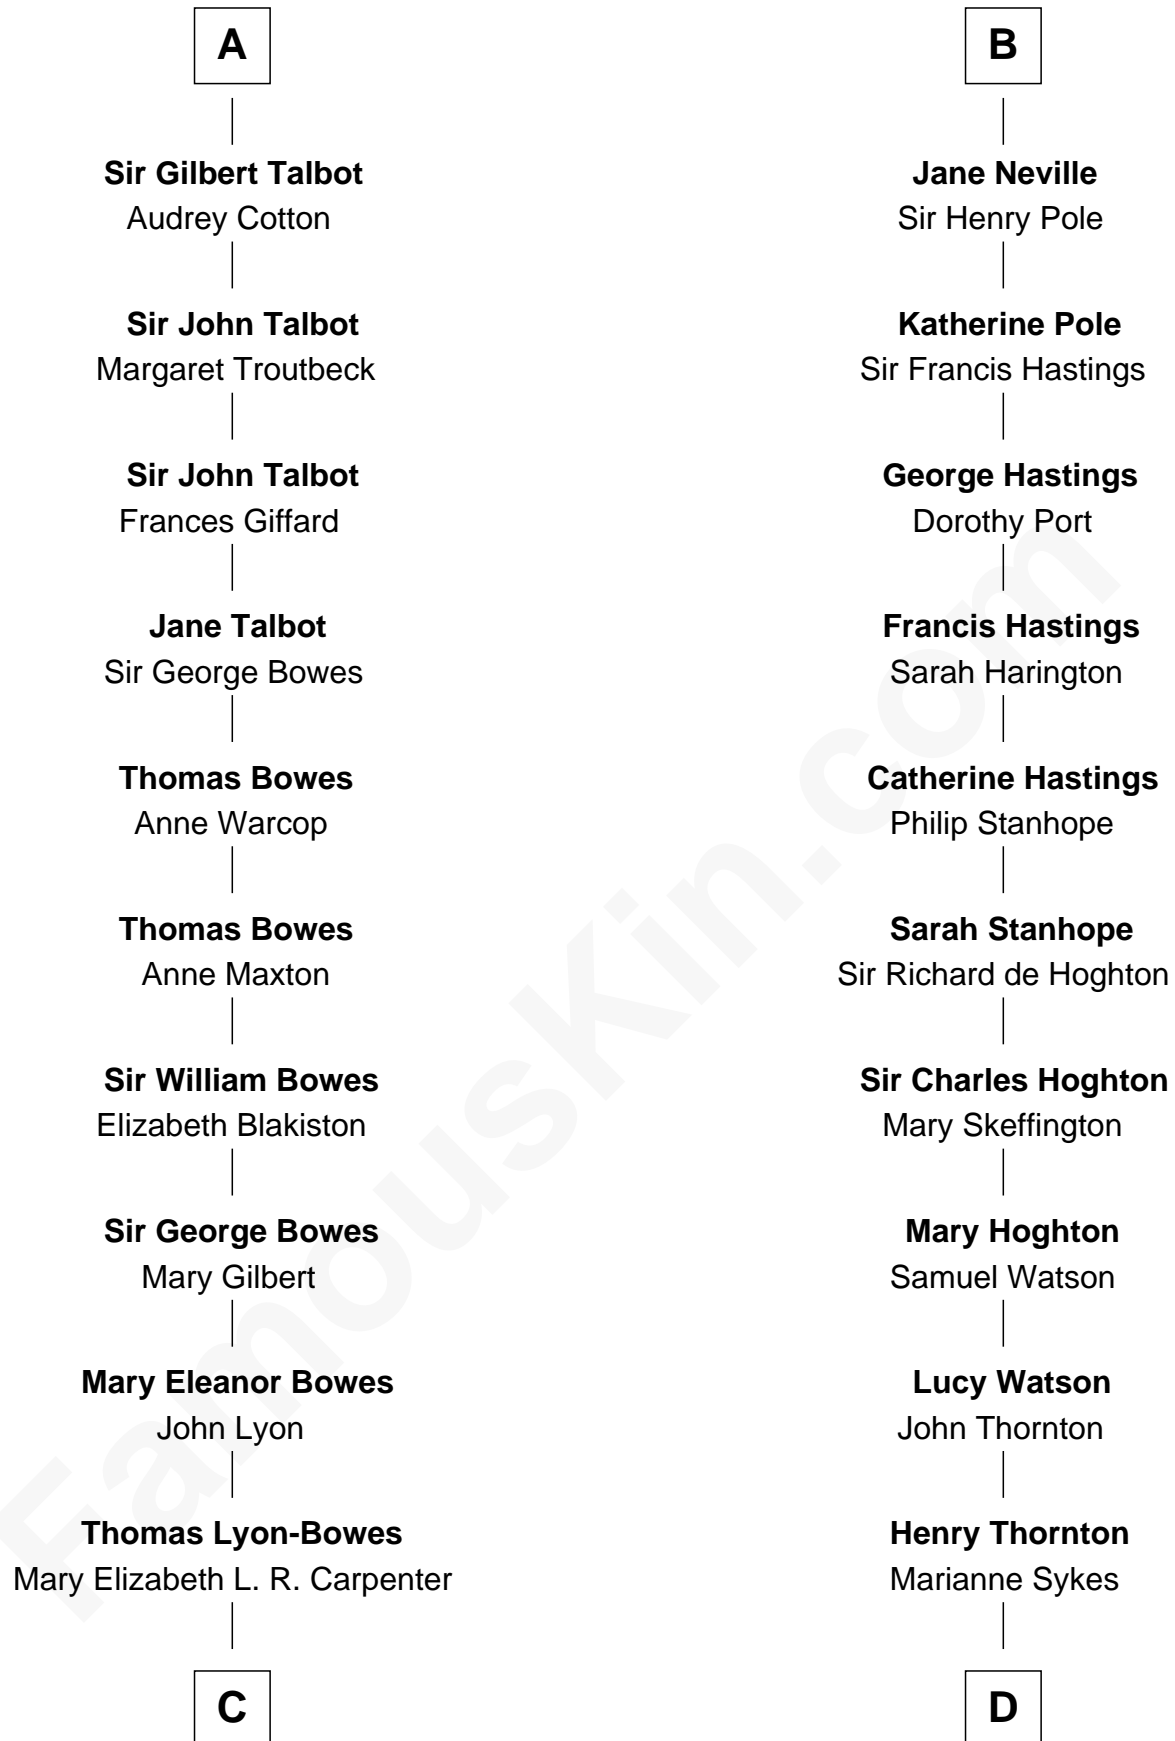 A
Sir Gilbert Talbot
Audrey Cotton
Sir John Talbot
Margaret Troutbeck
Sir John Talbot
Frances Giffard
Jane Talbot
Sir George Bowes
Thomas Bowes
Anne Warcop
Thomas Bowes
Anne Maxton
Sir William Bowes
Elizabeth Blakiston
Sir George Bowes
Mary Gilbert
Mary Eleanor Bowes
John Lyon
Thomas Lyon-Bowes
Mary Elizabeth L. R. Carpenter
C
B
Jane Neville
Sir Henry Pole
Katherine Pole
Sir Francis Hastings
George Hastings
Dorothy Port
Francis Hastings
Sarah Harington
Catherine Hastings
Philip Stanhope
Sarah Stanhope
Sir Richard de Hoghton
Sir Charles Hoghton
Mary Skeffington
Mary Hoghton
Samuel Watson
Lucy Watson
John Thornton
Henry Thornton
Marianne Sykes
D
FamousKin.com